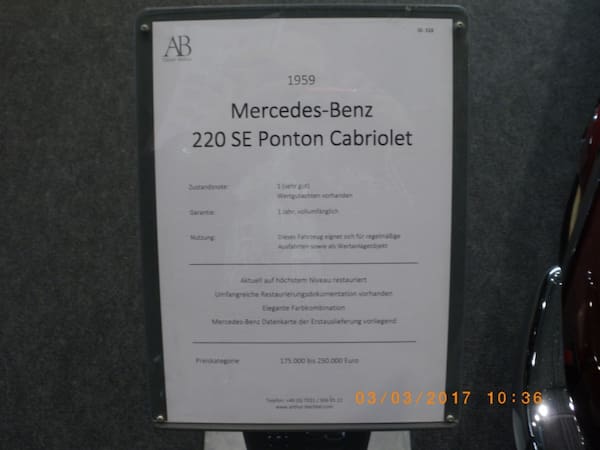 AB
1959
Mercedes-Benz
220 SE Ponton Cabriolet
Zustandsnote: 1 (sehr gut)
Wertgutachten vorhanden
Garantie: 1 Jahr, vollumfänglich
Nutzung: Dieses Fahrzeug eignet sich für regelmäßige
Ausfahrten sowie als Wertanlageobjekt
Aktuell auf höchstem Niveau restauriert
Umfangreiche Restaurierungsdokumentation vorhanden
Elegante Farbkombination
Mercedes-Benz Datenkarte der Erstauslieferung vorliegend
Preiskategorie: 175.000 bis 250.000 Euro
Telefon:
03/03/2017 10:36